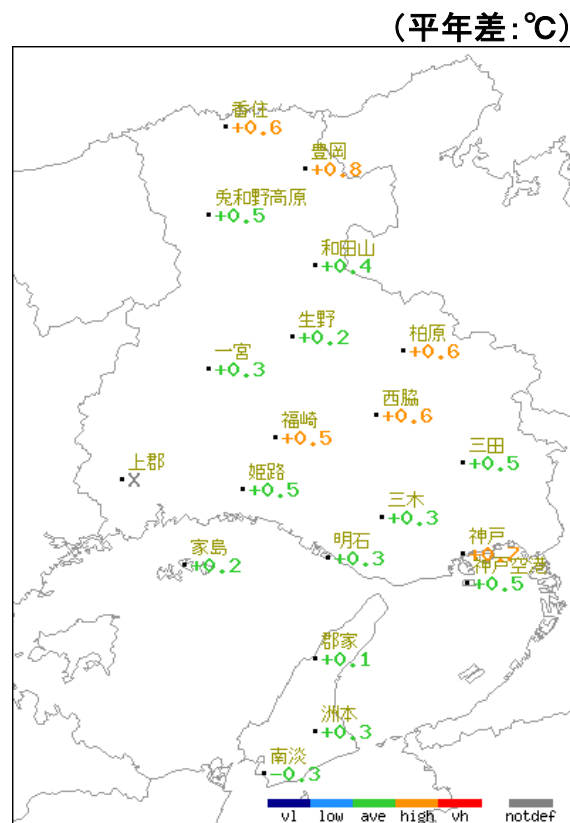 (平年差:℃)
香住
+0.6
豊岡
+0.8
兎和野高原
+0.5
和田山
+0.4
生野
+0.2
柏原
+0.6
一宮
+0.3
西脇
+0.6
福崎
+0.5
三田
+0.5
上郡
×
姫路
+0.5
三木
+0.3
神戸
+0.7
家島
+0.2
明石
+0.3
神戸空港
+0.5
郡家
+0.1
洲本
+0.3
南淡
-0.3
vl low ave high vh notdef